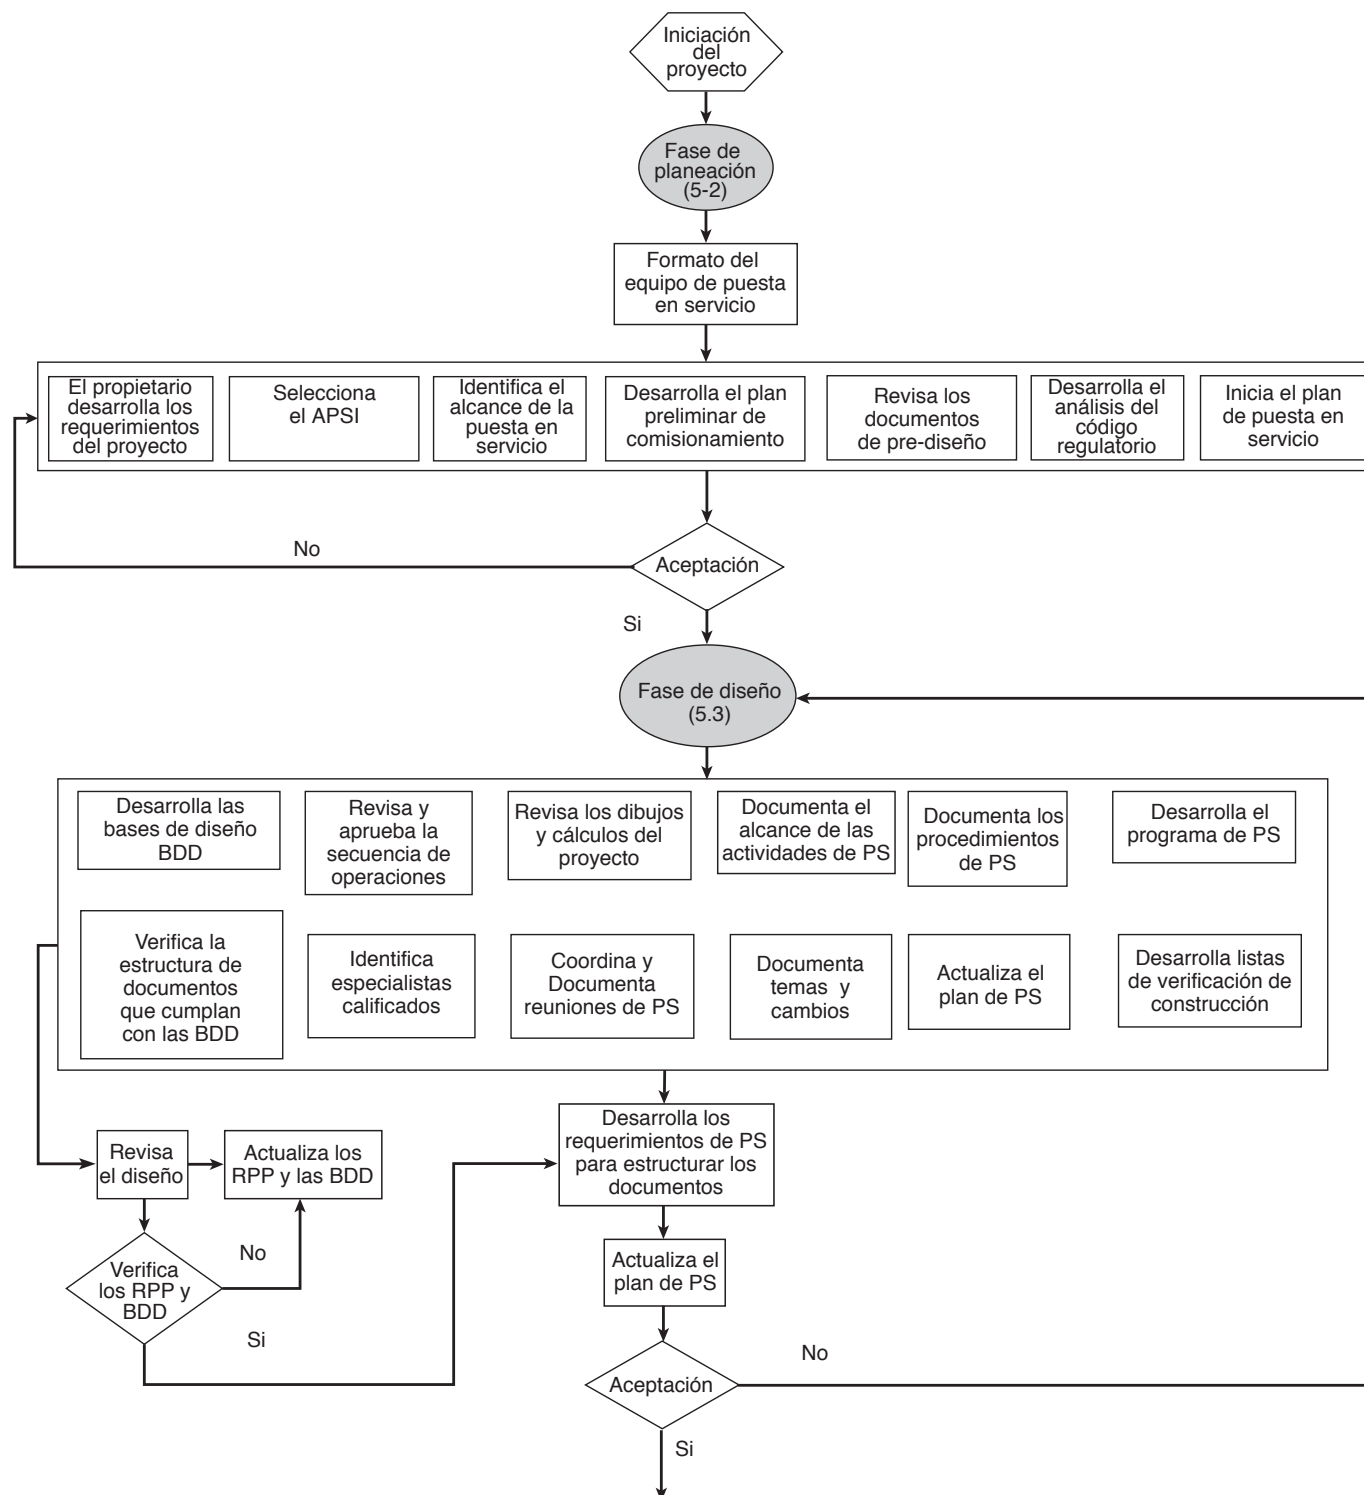 Iniciación
del
proyecto
Fase de
planeación
(5-2)
Formato del
equipo de puesta
en servicio
El propietario
desarrolla los
requerimientos
del proyecto
Selecciona
el APSI
Identifica el
alcance de la
puesta en
servicio
Desarrolla el plan
preliminar de
comisionamiento
Revisa los
documentos
de pre-diseño
Desarrolla el
análisis del
código
regulatorio
Inicia el plan
de puesta en
servicio
No
Aceptación
Si
Fase de diseño
(5.3)
Desarrolla las
bases de diseño
BDD
Revisa y
aprueba la
secuencia de
operaciones
Revisa los dibujos
y cálculos del
proyecto
Documenta el
alcance de las
actividades de PS
Documenta los
procedimientos
de PS
Desarrolla el
programa de PS
Verifica la
estructura de
documentos
que cumplan
con las BDD
Identifica
especialistas
calificados
Coordina y
Documenta
reuniones de PS
Documenta
temas y
cambios
Actualiza el
plan de PS
Desarrolla listas
de verificación de
construcción
Revisa
el diseño
Actualiza los
RPP y las BDD
Desarrolla los
requerimientos de PS
para estructurar los
documentos
No
Verifica
los RPP y
BDD
Si
Actualiza el
plan de PS
No
Aceptación
Si